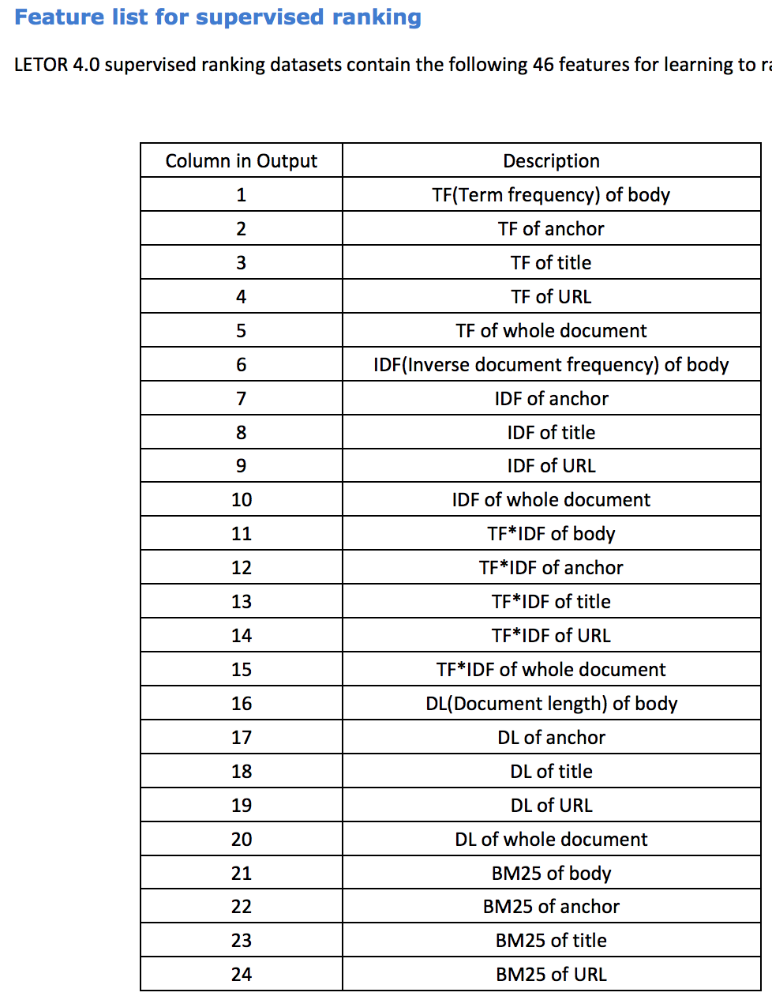 Feature list for supervised ranking
LETOR 4.0 supervised ranking datasets contain the following 46 features for learning to
Column in Output Description
1 TF(Term frequency) of body
2 TF of anchor
3 TF of title
4 TF of URL
5 TF of whole document
6 IDF(Inverse document frequency) of body
7 IDF of anchor
8 IDF of title
9 IDF of URL
10 IDF of whole document
11 TF*IDF of body
12 TF*IDF of anchor
13 TF*IDF of title
14 TF*IDF of URL
15 TF*IDF of whole document
16 DL(Document length) of body
17 DL of anchor
18 DL of title
19 DL of URL
20 DL of whole document
21 BM25 of body
22 BM25 of anchor
23 BM25 of title
24 BM25 of URL